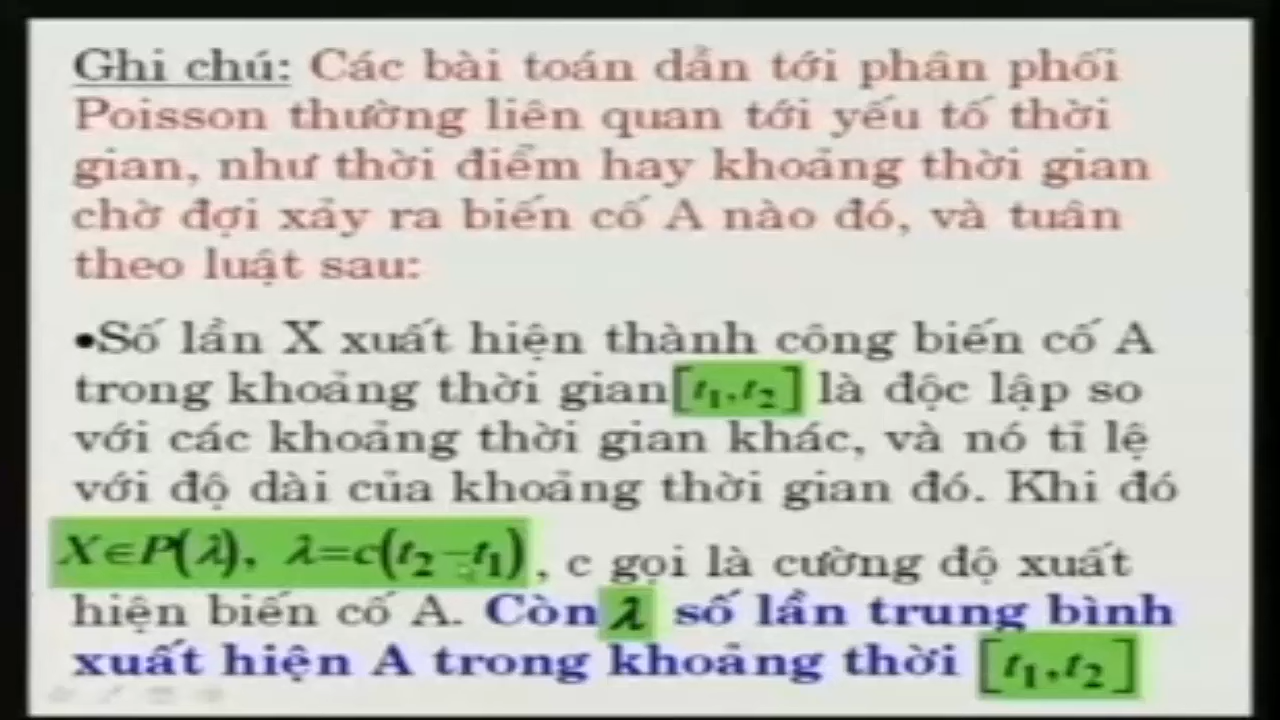 Ghi chú: Các bài toán dẫn tới phân phối
Poisson thường liên quan tới yếu tố thời
gian, như thời điểm hay khoảng thời gian
chờ đợi xảy ra biến cố A nào đó, và tuân
theo luật sau:
•Số lần X xuất hiện thành công biến cố A
trong khoảng thời gian [t₁,t₂] là độc lập so
với các khoảng thời gian khác, và nó tỉ lệ
với độ dài của khoảng thời gian đó. Khi đó
X∈P(λ), λ=c(t₂−t₁) , c gọi là cường độ xuất
hiện biến cố A. Còn λ số lần trung bình
xuất hiện A trong khoảng thời [t₁,t₂]